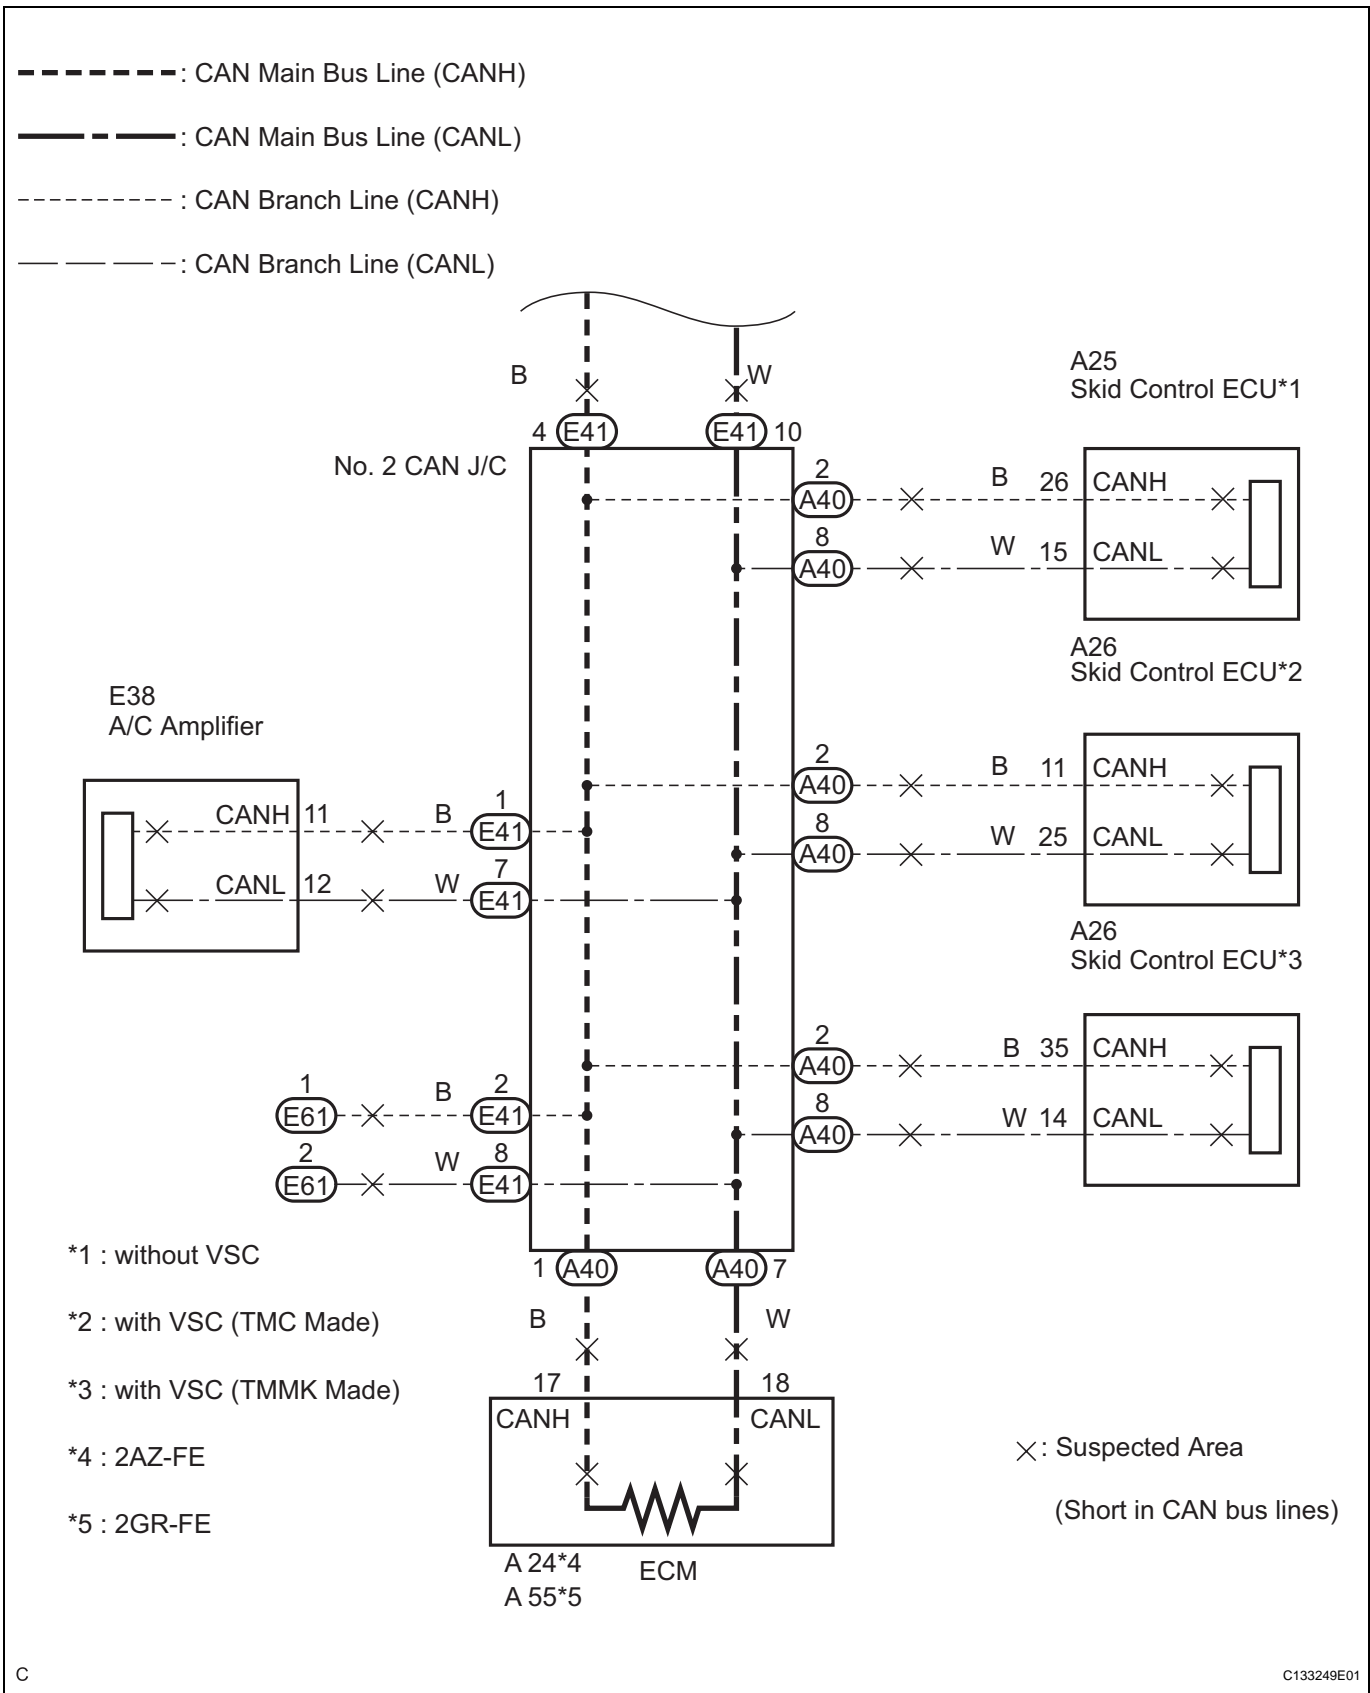 : CAN Main Bus Line (CANH)
: CAN Main Bus Line (CANL)
: CAN Branch Line (CANH)
: CAN Branch Line (CANL)
B
W
4 E41
E41 10
No. 2 CAN J/C
A25
Skid Control ECU*1
2
A40
B 26 CANH
8
A40
W 15 CANL
A26
Skid Control ECU*2
2
A40
B 11 CANH
8
A40
W 25 CANL
E38
A/C Amplifier
CANH 11 B
1
E41
CANL 12 W
7
E41
A26
Skid Control ECU*3
2
A40
B 35 CANH
8
A40
W 14 CANL
1
E61
B
2
E41
2
E61
W
8
E41
1 A40
A40 7
B
W
17
18
CANH
CANL
A 24*4
A 55*5
ECM
*1 : without VSC
*2 : with VSC (TMC Made)
*3 : with VSC (TMMK Made)
*4 : 2AZ-FE
*5 : 2GR-FE
: Suspected Area
(Short in CAN bus lines)
C
C133249E01